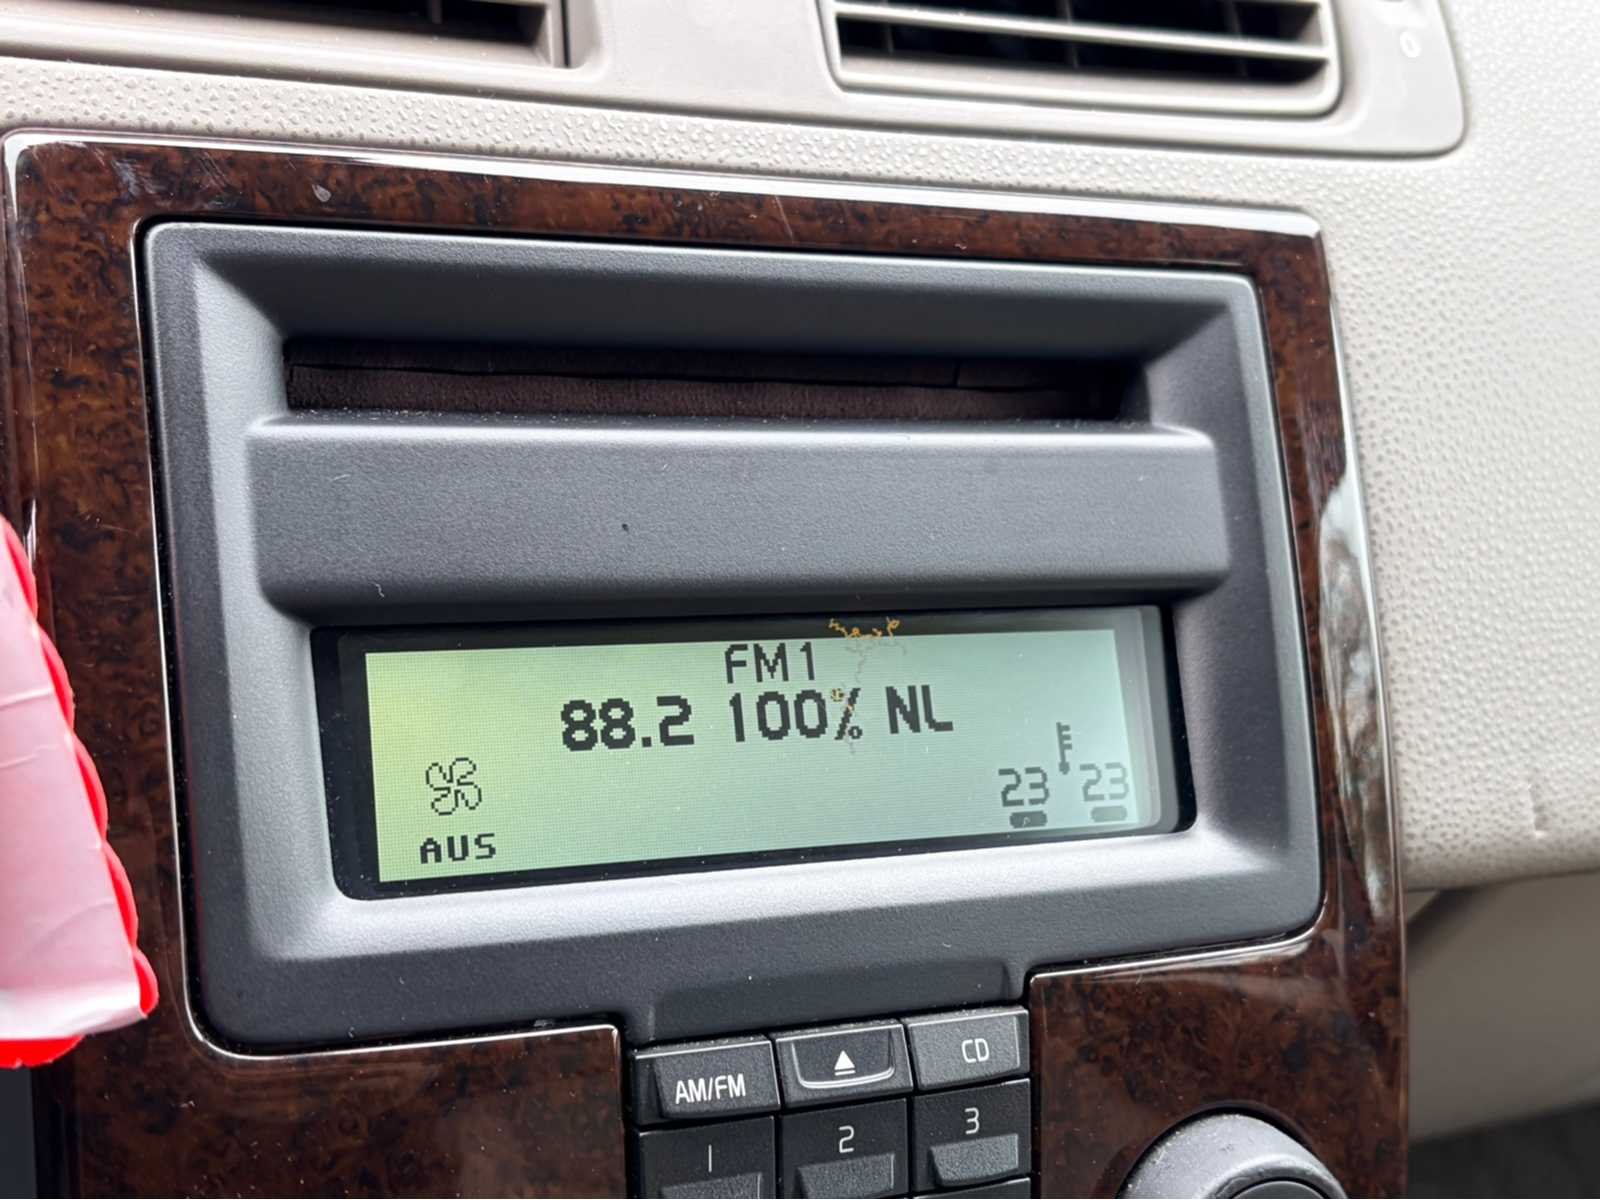 FM1
88.2 100% NL
23 23
AUS
AM/FM
CD
1
2
3